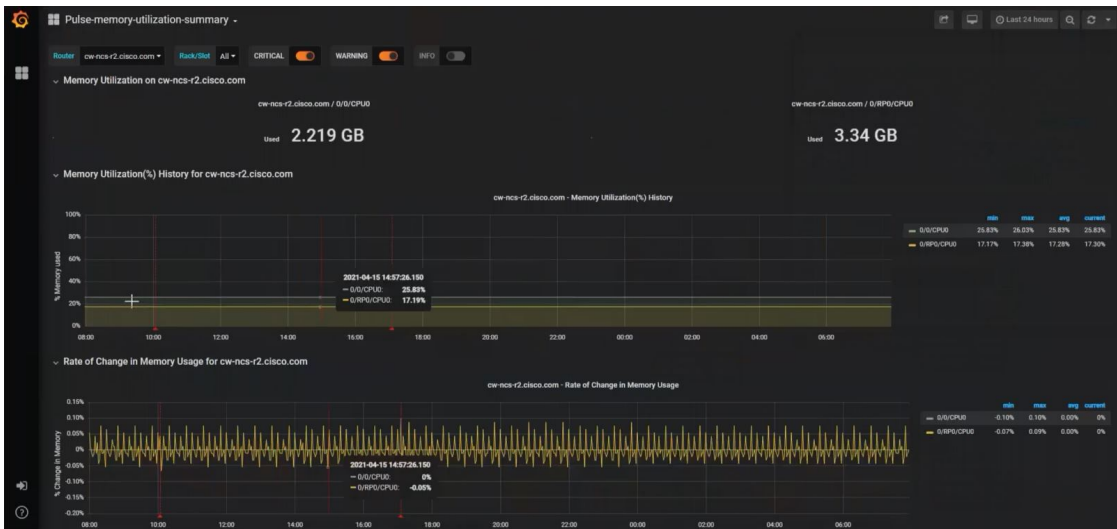 Pulse-memory-utilization-summary
Last 24 hours
Router cw-ncs-r2.cisco.com Rack/Slot All CRITICAL WARNING INFO
Memory Utilization on cw-ncs-r2.cisco.com
cw-ncs-r2.cisco.com / 0/0/CPU0
Used 2.219 GB
cw-ncs-r2.cisco.com / 0/RP0/CPU0
Used 3.34 GB
Memory Utilization(%) History for cw-ncs-r2.cisco.com
cw-ncs-r2.cisco.com - Memory Utilization(%) History
% Memory used
100%
80%
60%
40%
20%
0%
08:00 10:00 12:00 14:00 16:00 18:00 20:00 22:00 00:00 02:00 04:00 06:00
2021-04-15 14:57:26.150
0/0/CPU0: 25.83%
0/RP0/CPU0: 17.19%
min max avg current
0/0/CPU0 25.83% 26.03% 25.83% 25.83%
0/RP0/CPU0 17.17% 17.38% 17.28% 17.30%
Rate of Change in Memory Usage for cw-ncs-r2.cisco.com
cw-ncs-r2.cisco.com - Rate of Change in Memory Usage
% Change in Memory
0.15%
0.10%
0.05%
0%
-0.05%
-0.10%
-0.15%
-0.20%
08:00 10:00 12:00 14:00 16:00 18:00 20:00 22:00 00:00 02:00 04:00 06:00
2021-04-15 14:57:26.150
0/0/CPU0: 0%
0/RP0/CPU0: -0.05%
min max avg current
0/0/CPU0 -0.10% 0.10% 0.00% 0%
0/RP0/CPU0 -0.07% 0.09% 0.00% 0%